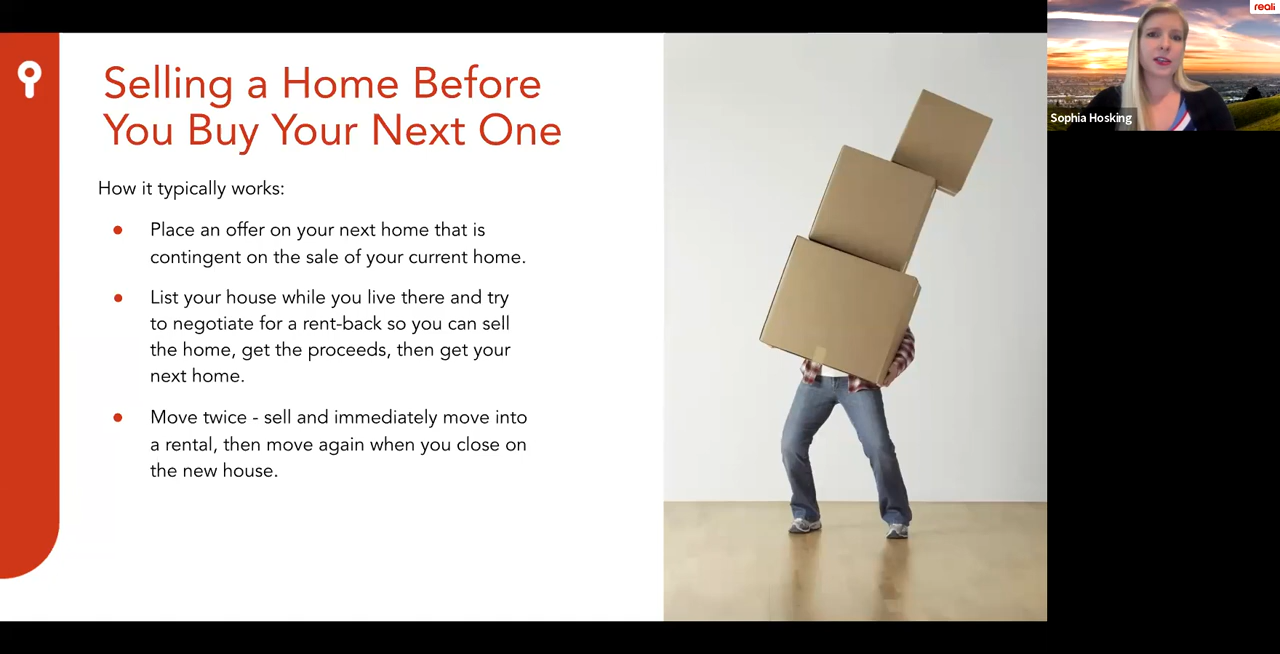 Selling a Home Before
You Buy Your Next One
How it typically works:
● Place an offer on your next home that is
contingent on the sale of your current home.
● List your house while you live there and try
to negotiate for a rent-back so you can sell
the home, get the proceeds, then get your
next home.
● Move twice - sell and immediately move into
a rental, then move again when you close on
the new house.
reali
Sophia Hosking